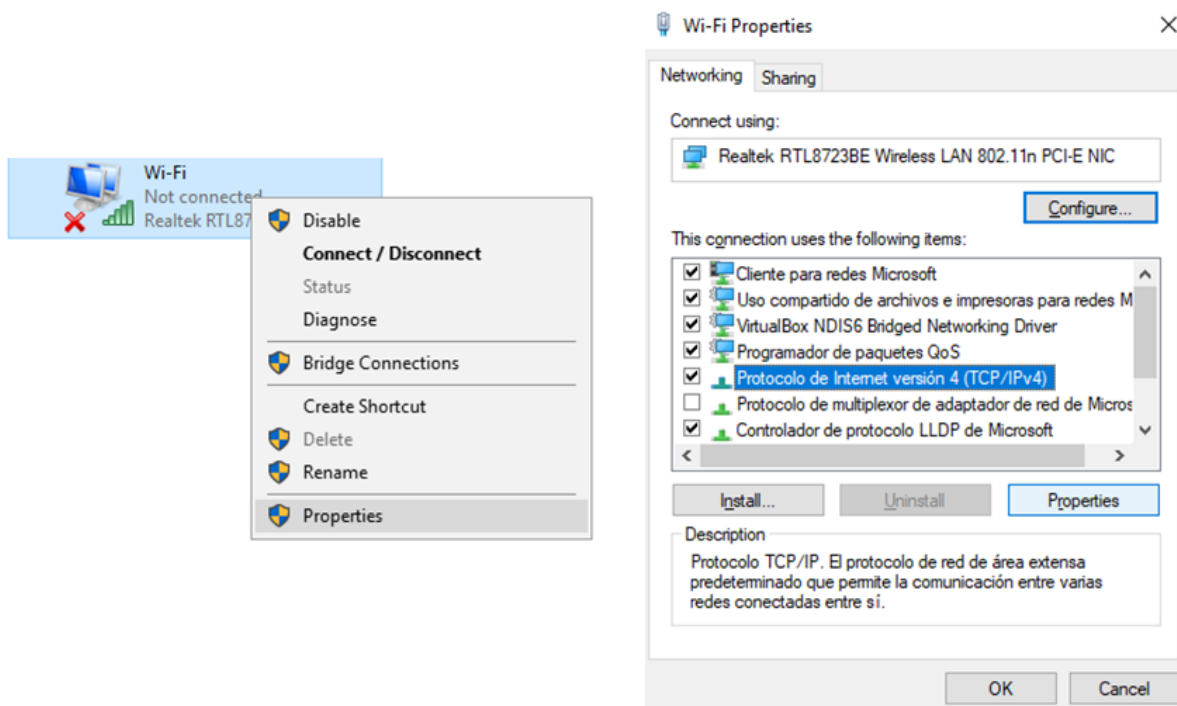 Wi-Fi
Not connected
Realtek RTL87
Disable
Connect / Disconnect
Status
Diagnose
Bridge Connections
Create Shortcut
Delete
Rename
Properties
Wi-Fi Properties
Networking
Sharing
Connect using:
Realtek RTL8723BE Wireless LAN 802.11n PCI-E NIC
Configure...
This connection uses the following items:
Cliente para redes Microsoft
Uso compartido de archivos e impresoras para redes M
VirtualBox NDIS6 Bridged Networking Driver
Programador de paquetes QoS
Protocolo de Internet versión 4 (TCP/IPv4)
Protocolo de multiplexor de adaptador de red de Micros
Controlador de protocolo LLDP de Microsoft
Install...
Uninstall
Properties
Description
Protocolo TCP/IP. El protocolo de red de área extensa
predeterminado que permite la comunicación entre varias
redes conectadas entre sí.
OK
Cancel